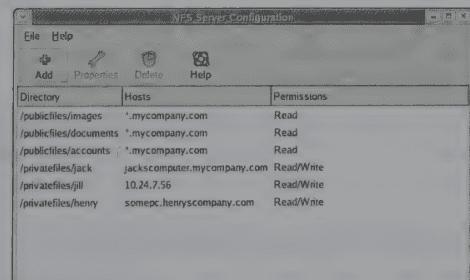 NFS Server Configuration
File Help
Add Properties Delete Help
Directory Hosts Permissions
/publicfiles/images *.mycompany.com Read
/publicfiles/documents *.mycompany.com Read
/publicfiles/accounts *.mycompany.com Read
/privatefiles/jack jackscomputer.mycompany.com Read/Write
/privatefiles/jill 10.24.7.56 Read/Write
/privatefiles/henry somepc.henryscompany.com Read/Write